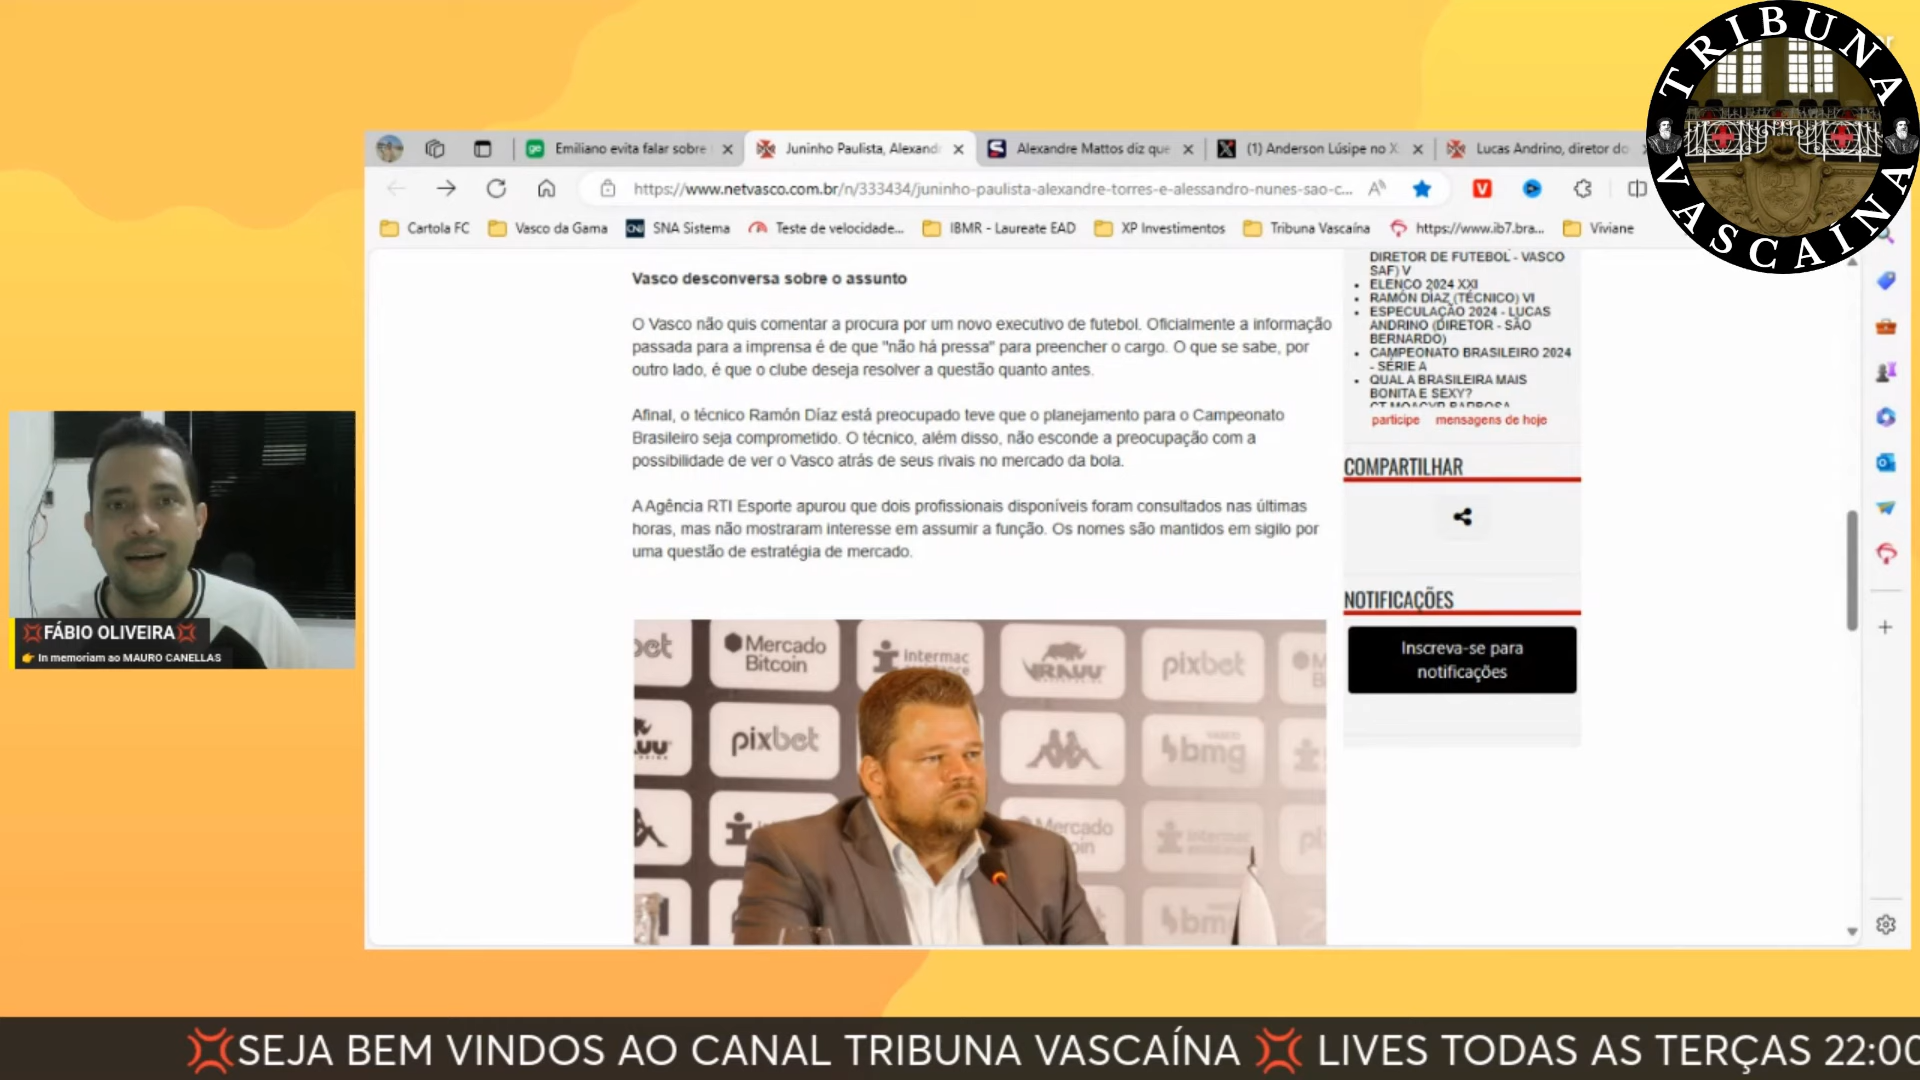 TRIBUNA VASCAÍNA
Emiliano evita falar sobre
Juninho Paulista, Alexand
Alexandre Mattos diz que
(1) Anderson Lúsipe no X
Lucas Andrino, diretor do
https://www.netvasco.com.br/n/333434/juninho-paulista-alexandre-torres-e-alessandro-nunes-sao-c...
Cartola FC
Vasco da Gama
SNA Sistema
Teste de velocidade...
IBMR - Laureate EAD
XP Investimentos
Tribuna Vascaína
https://www.ib7.bra...
Viviane
Vasco desconversa sobre o assunto
O Vasco não quis comentar a procura por um novo executivo de futebol. Oficialmente a informação
passada para a imprensa é de que "não há pressa" para preencher o cargo. O que se sabe, por
outro lado, é que o clube deseja resolver a questão quanto antes.
Afinal, o técnico Ramón Díaz está preocupado teve que o planejamento para o Campeonato
Brasileiro seja comprometido. O técnico, além disso, não esconde a preocupação com a
possibilidade de ver o Vasco atrás de seus rivais no mercado da bola.
A Agência RTI Esporte apurou que dois profissionais disponíveis foram consultados nas últimas
horas, mas não mostraram interesse em assumir a função. Os nomes são mantidos em sigilo por
uma questão de estratégia de mercado.
DIRETOR DE FUTEBOL - VASCO
SAF) V
ELENCO 2024 XXI
RAMÓN DÍAZ (TÉCNICO) VI
ESPECULAÇÃO 2024 - LUCAS
ANDRINO (DIRETOR - SÃO
BERNARDO)
CAMPEONATO BRASILEIRO 2024
- SÉRIE A
QUAL A BRASILEIRA MAIS
BONITA E SEXY?
CT MOACYR BARBOSA
participe mensagens de hoje
COMPARTILHAR
NOTIFICAÇÕES
Inscreva-se para
notificações
Mercado
Bitcoin
intermac
pixbet
pixbet
bmg
Mercado
FÁBIO OLIVEIRA
In memoriam ao MAURO CANELLAS
SEJA BEM VINDOS AO CANAL TRIBUNA VASCAÍNA LIVES TODAS AS TERÇAS 22:00